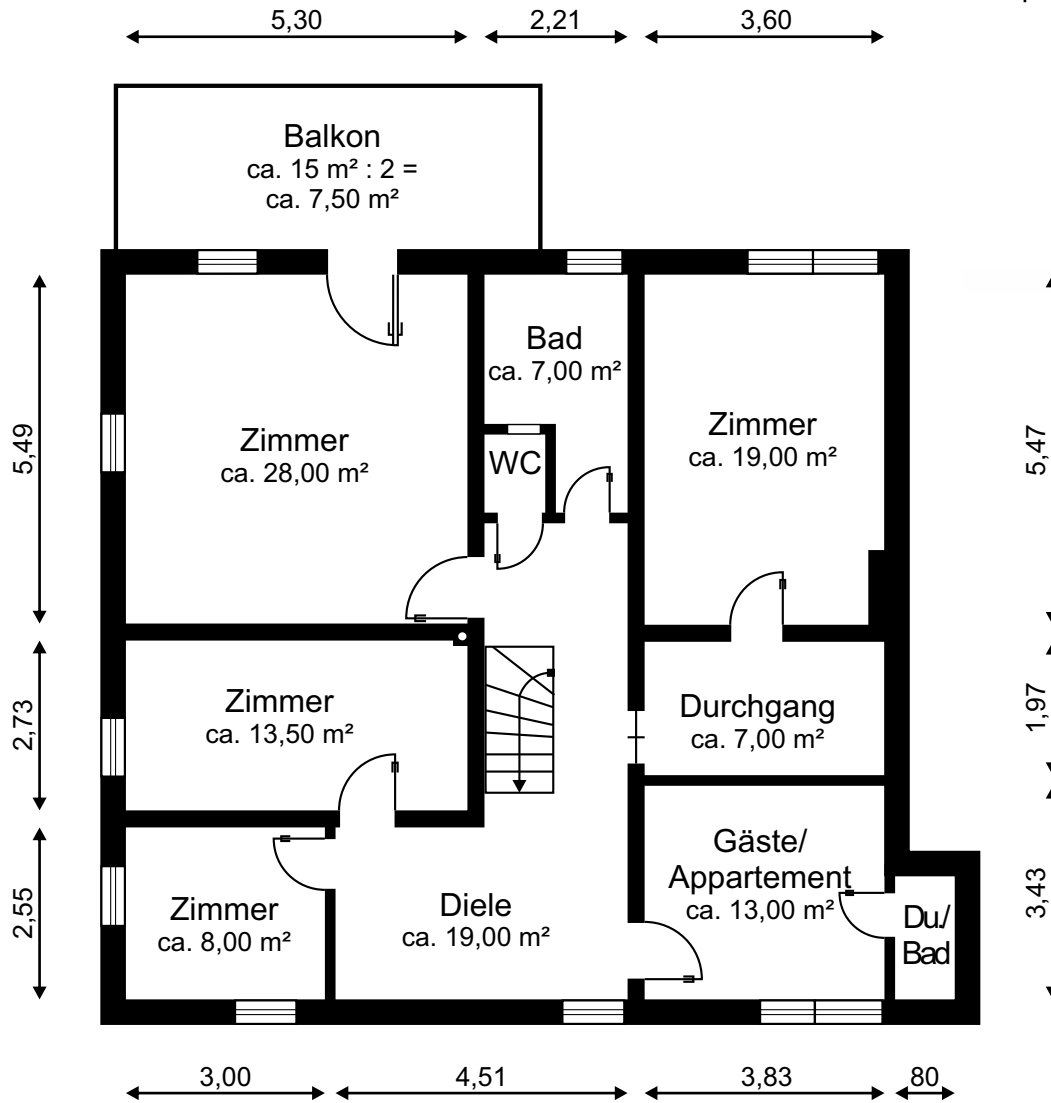 5,30
2,21
3,60
Balkon
ca. 15 m² : 2 =
ca. 7,50 m²
5,49
Zimmer
ca. 28,00 m²
Bad
ca. 7,00 m²
WC
Zimmer
ca. 19,00 m²
5,47
2,73
Zimmer
ca. 13,50 m²
Durchgang
ca. 7,00 m²
1,97
2,55
Zimmer
ca. 8,00 m²
Diele
ca. 19,00 m²
Gäste/
Appartement
ca. 13,00 m²
Du./
Bad
3,43
3,00
4,51
3,83
80